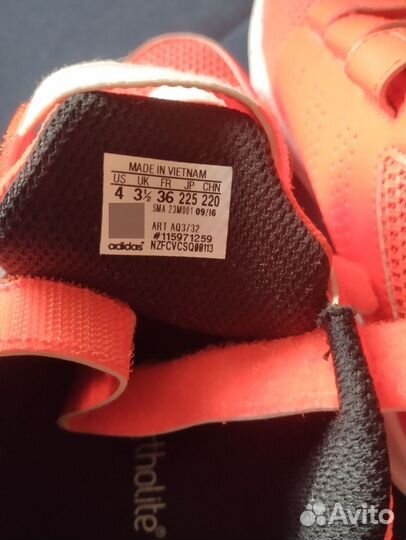 MADE IN VIETNAM
US UK FR JP CHN
4 3½ 36 225 220
SMA 23M001 09/16
ART AQ3732
#115971259
adidas® NZFCVCSQ00113
tholite®
Avito